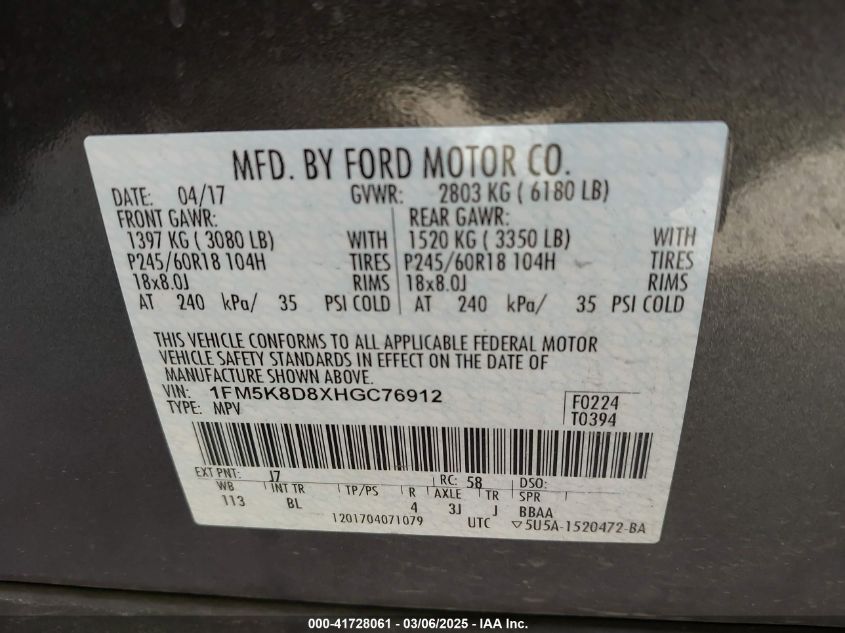 MFD. BY FORD MOTOR CO.
DATE: 04/17 GVWR: 2803 KG ( 6180 LB)
FRONT GAWR: REAR GAWR:
1397 KG ( 3080 LB) WITH 1520 KG ( 3350 LB) WITH
P245/60R18 104H TIRES P245/60R18 104H TIRES
18x8.0J RIMS 18x8.0J RIMS
AT 240 kPa/ 35 PSI COLD AT 240 kPa/ 35 PSI COLD
THIS VEHICLE CONFORMS TO ALL APPLICABLE FEDERAL MOTOR
VEHICLE SAFETY STANDARDS IN EFFECT ON THE DATE OF
MANUFACTURE SHOWN ABOVE.
VIN: 1FM5K8D8XHGC76912 F0224
TYPE: MPV T0394
EXT PNT: J7 RC: 58 DSO:
WB INT TR TP/PS R AXLE TR SPR
113 BL 4 3J J BBAA
1201704071079 UTC ▽5U5A-1520472-BA
000-41728061 - 03/06/2025 - IAA Inc.